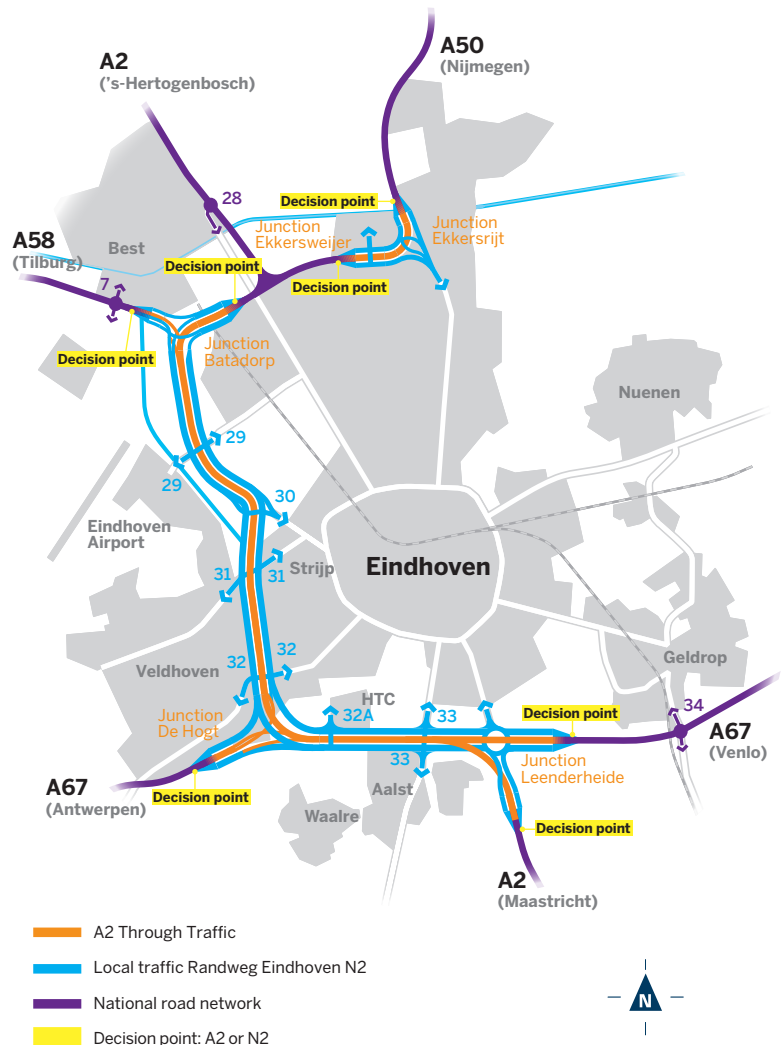 A50
(Nijmegen)
A2
('s-Hertogenbosch)
28
Decision point
Junction
Ekkersweijer
Junction
Ekkersrijt
A58
(Tilburg)
Best
Decision point
7
Decision point
Decision point
Junction
Batadorp
Nuenen
29
29
30
Eindhoven
Airport
Strijp
Eindhoven
31
31
32
32
Veldhoven
Geldrop
HTC
34
Junction
De Hogt
32A
33
Decision point
A67
(Venlo)
33
Junction
Leenderheide
A67
(Antwerpen)
Decision point
Aalst
Waalre
Decision point
A2
(Maastricht)
A2 Through Traffic
Local traffic Randweg Eindhoven N2
National road network
Decision point: A2 or N2
N